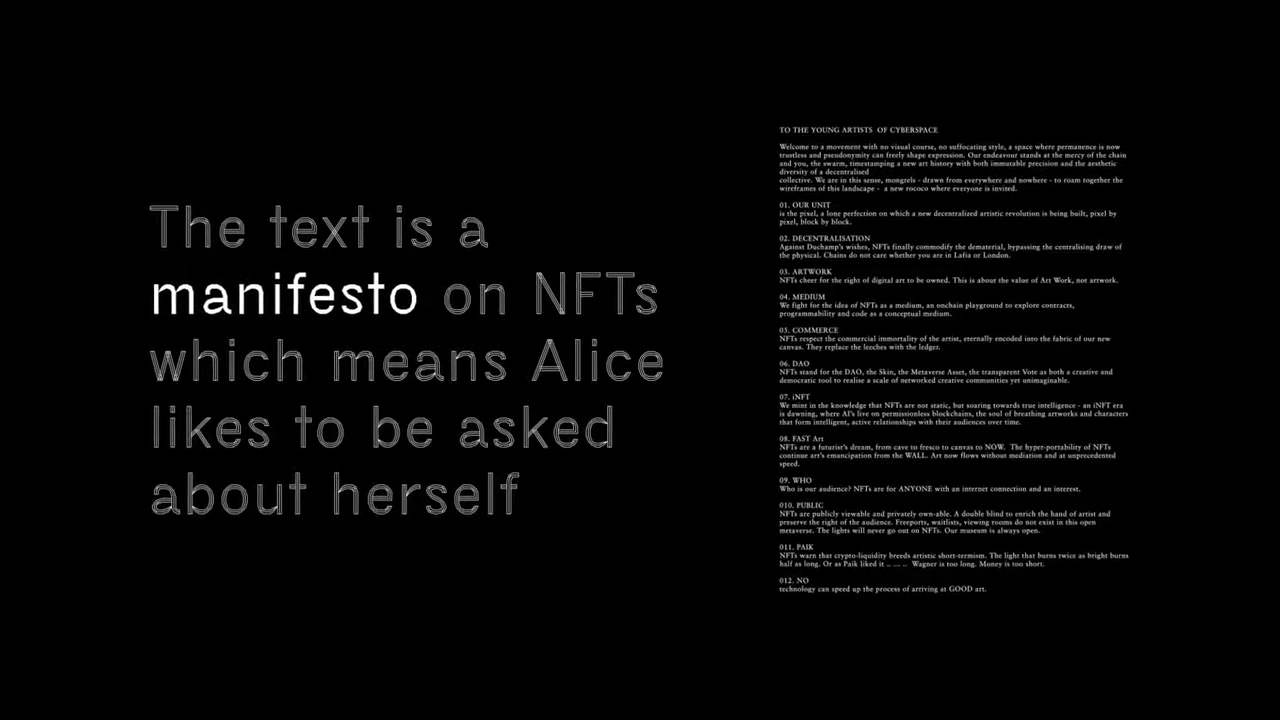 The text is a
manifesto on NFTs
which means Alice
likes to be asked
about herself
TO THE YOUNG ARTISTS OF CYBERSPACE
Welcome to a movement with no visual course, no suffocating style, a space where permanence is now
trustless and pseudonymity can freely shape expression. Our endeavour stands at the mercy of the chain
and you, the swarm, timestamping a new art history with both immutable precision and the aesthetic
diversity of a decentralised
collective. We are in this sense, mongrels - drawn from everywhere and nowhere - to roam together the
wireframes of this landscape - a new rococo where everyone is invited.
01. OUR UNIT
is the pixel, a lone perfection on which a new decentralized artistic revolution is being built, pixel by
pixel, block by block.
02. DECENTRALISATION
Against Duchamp's wishes, NFTs finally commodify the dematerial, bypassing the centralising draw of
the physical. Chains do not care whether you are in Lafia or London.
03. ARTWORK
NFTs cheer for the right of digital art to be owned. This is about the value of Art Work, not artwork.
04. MEDIUM
We fight for the idea of NFTs as a medium, an onchain playground to explore contracts,
programmability and code as a conceptual medium.
05. COMMERCE
NFTs respect the commercial immortality of the artist, eternally encoded into the fabric of our new
canvas. They replace the leeches with the ledger.
06. DAO
NFTs stand for the DAO, the Skin, the Metaverse Asset, the transparent Vote as both a creative and
democratic tool to realise a scale of networked creative communities yet unimaginable.
07. iNFT
We mint in the knowledge that NFTs are not static, but soaring towards true intelligence - an iNFT era
is dawning, where AI's live on permissionless blockchains, the soul of breathing artworks and characters
that form intelligent, active relationships with their audiences over time.
08. FAST Art
NFTs are a futurist's dream, from cave to fresco to canvas to NOW. The hyper-portability of NFTs
continue art's emancipation from the WALL. Art now flows without mediation and at unprecedented
speed.
09. WHO
Who is our audience? NFTs are for ANYONE with an internet connection and an interest.
010. PUBLIC
NFTs are publicly viewable and privately own-able. A double blind to enrich the hand of artist and
preserve the right of the audience. Freeports, waitlists, viewing rooms do not exist in this open
metaverse. The lights will never go out on NFTs. Our museum is always open.
011. PAIK
NFTs warn that crypto-liquidity breeds artistic short-termism. The light that burns twice as bright burns
half as long. Or as Paik liked it .. .... .. Wagner is too long. Money is too short.
012. NO
technology can speed up the process of arriving at GOOD art.